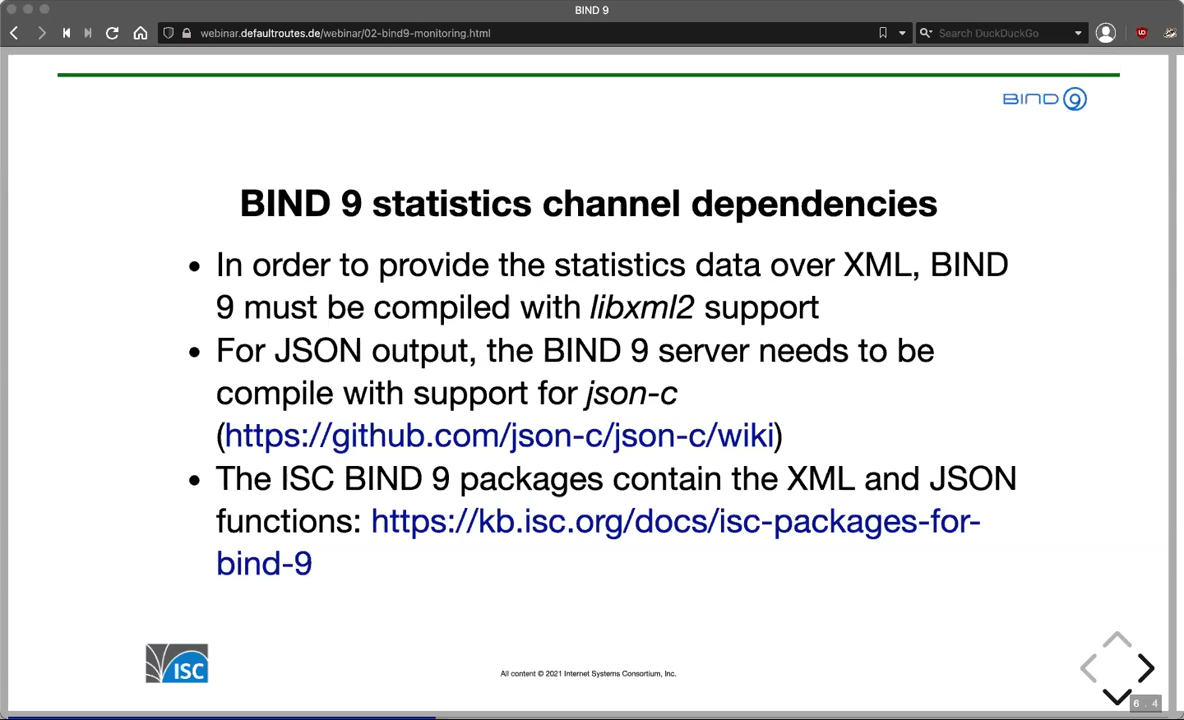 BIND 9
webinar.defaultroutes.de/webinar/02-bind9-monitoring.html
Search DuckDuckGo
BIND 9
BIND 9 statistics channel dependencies
• In order to provide the statistics data over XML, BIND
9 must be compiled with libxml2 support
• For JSON output, the BIND 9 server needs to be
compile with support for json-c
(https://github.com/json-c/json-c/wiki)
• The ISC BIND 9 packages contain the XML and JSON
functions: https://kb.isc.org/docs/isc-packages-for-
bind-9
ISC
All content © 2021 Internet Systems Consortium, Inc.
6 . 4